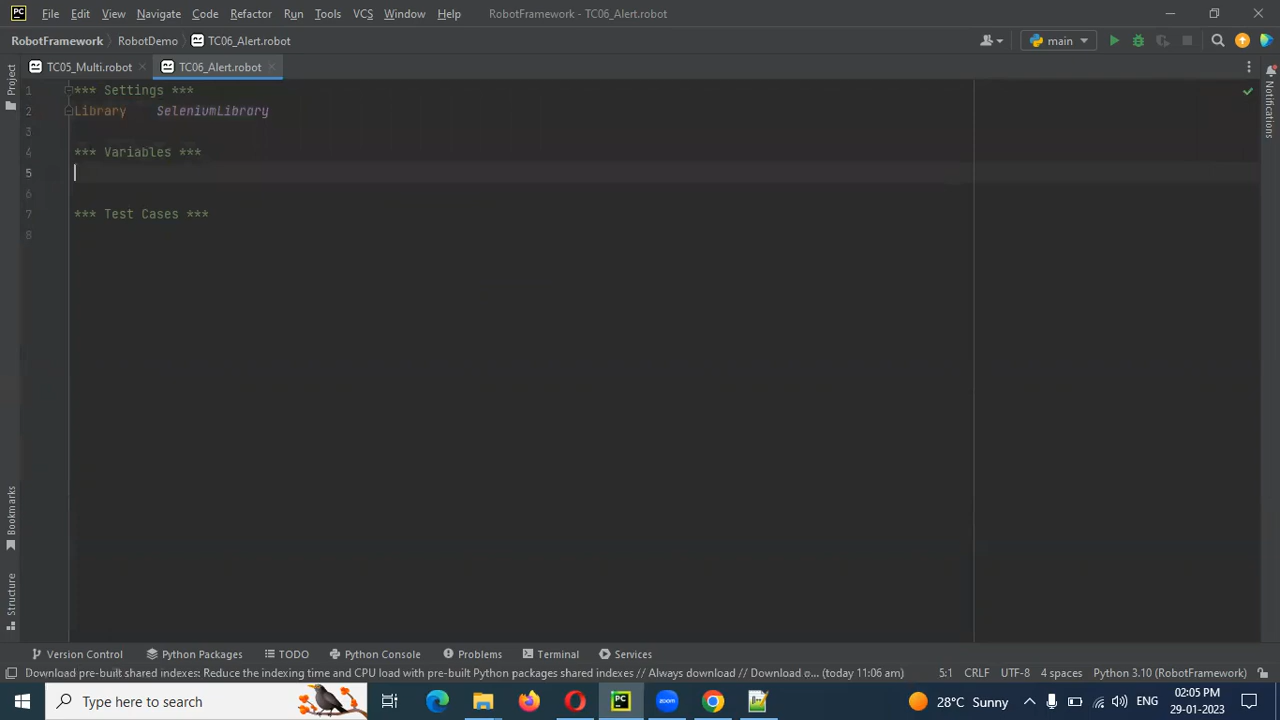 File Edit View Navigate Code Refactor Run Tools VCS Window Help RobotFramework - TC06_Alert.robot
RobotFramework RobotDemo TC06_Alert.robot main
TC05_Multi.robot TC06_Alert.robot
Project
Notifications
1 *** Settings ***
2 Library SeleniumLibrary
3
4 *** Variables ***
5
6
7 *** Test Cases ***
8
Bookmarks
Structure
Version Control Python Packages TODO Python Console Problems Terminal Services
Download pre-built shared indexes: Reduce the indexing time and CPU load with pre-built Python packages shared indexes // Always download // Download o... (today 11:06 am) 5:1 CRLF UTF-8 4 spaces Python 3.10 (RobotFramework)
Type here to search
PC
zoom
28°C Sunny
ENG
02:05 PM
29-01-2023